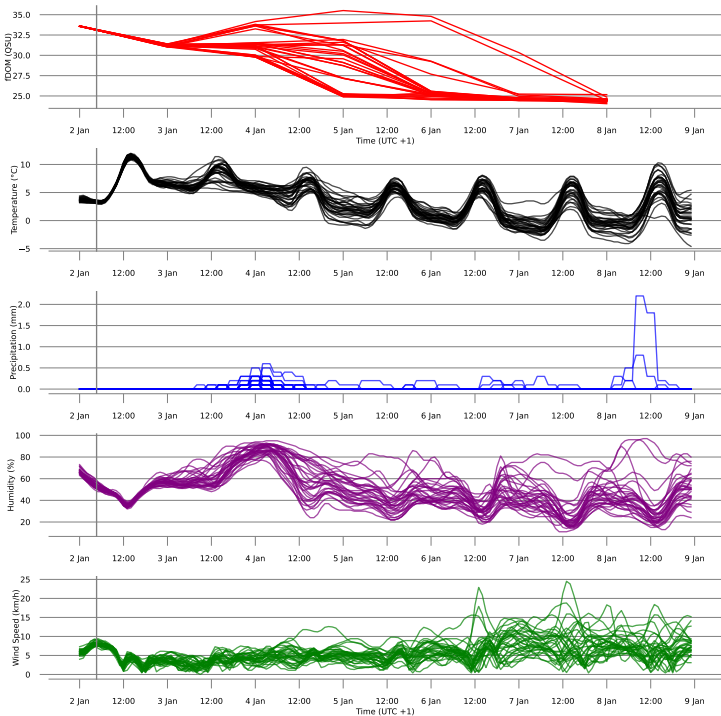 35.0
32.5
30.0
27.5
25.0
fDOM (QSU)
2 Jan 12:00 3 Jan 12:00 4 Jan 12:00 5 Jan 12:00 6 Jan 12:00 7 Jan 12:00 8 Jan 12:00 9 Jan
Time (UTC +1)
10
5
0
−5
Temperature (°C)
2 Jan 12:00 3 Jan 12:00 4 Jan 12:00 5 Jan 12:00 6 Jan 12:00 7 Jan 12:00 8 Jan 12:00 9 Jan
2.0
1.5
1.0
0.5
0.0
Precipitation (mm)
2 Jan 12:00 3 Jan 12:00 4 Jan 12:00 5 Jan 12:00 6 Jan 12:00 7 Jan 12:00 8 Jan 12:00 9 Jan
100
80
60
40
20
Humidity (%)
2 Jan 12:00 3 Jan 12:00 4 Jan 12:00 5 Jan 12:00 6 Jan 12:00 7 Jan 12:00 8 Jan 12:00 9 Jan
25
20
15
10
5
0
Wind Speed (km/h)
2 Jan 12:00 3 Jan 12:00 4 Jan 12:00 5 Jan 12:00 6 Jan 12:00 7 Jan 12:00 8 Jan 12:00 9 Jan
Time (UTC +1)